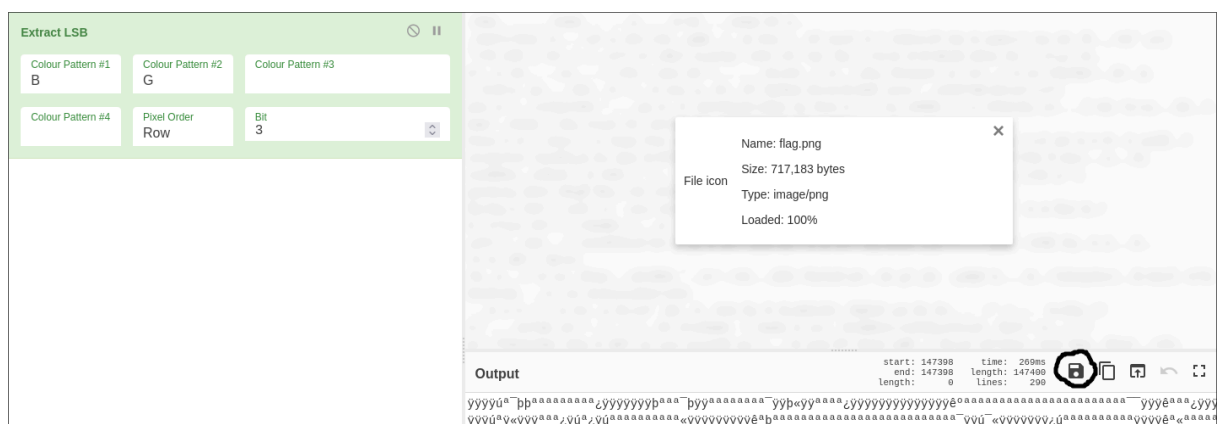 Extract LSB
Colour Pattern #1
B
Colour Pattern #2
G
Colour Pattern #3
Colour Pattern #4
Pixel Order
Row
Bit
3
File icon
Name: flag.png
Size: 717,183 bytes
Type: image/png
Loaded: 100%
Output
start: 147398
end: 147398
length: 0
time: 269ms
length: 147400
lines: 290